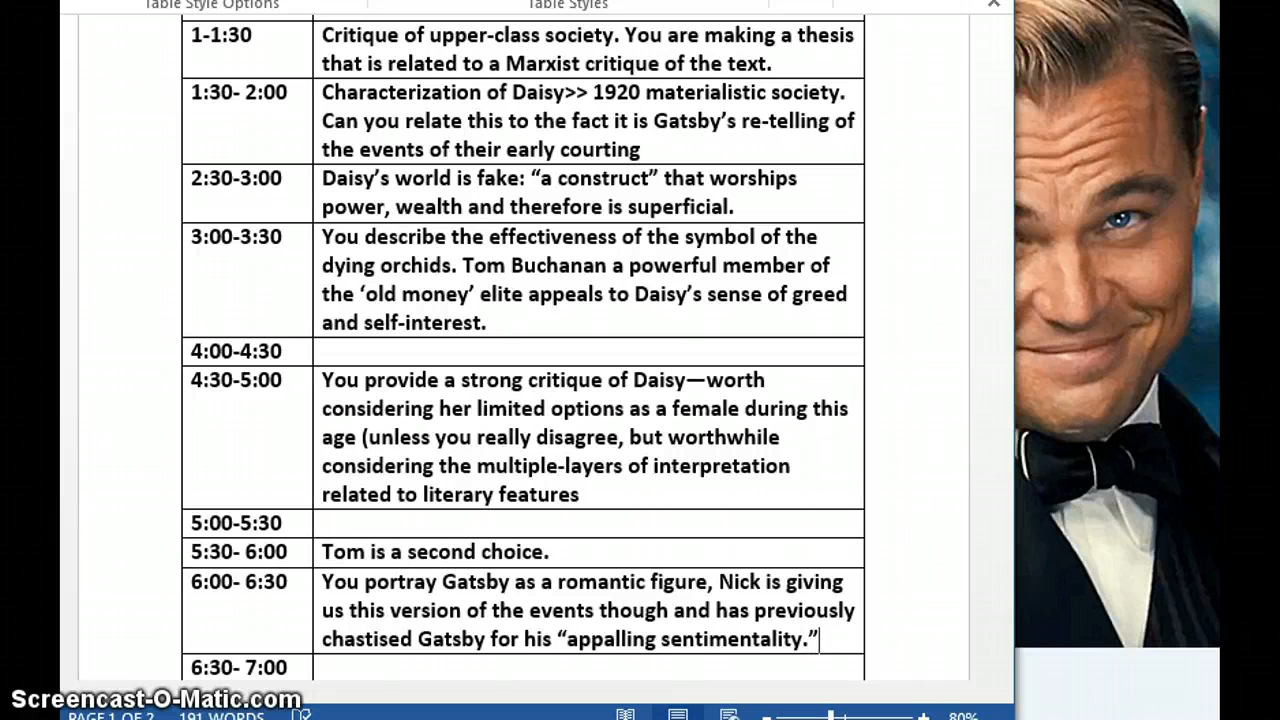 Table Style Options Table Styles
1-1:30 Critique of upper-class society. You are making a thesis
that is related to a Marxist critique of the text.
1:30- 2:00 Characterization of Daisy>> 1920 materialistic society.
Can you relate this to the fact it is Gatsby’s re-telling of
the events of their early courting
2:30-3:00 Daisy’s world is fake: “a construct” that worships
power, wealth and therefore is superficial.
3:00-3:30 You describe the effectiveness of the symbol of the
dying orchids. Tom Buchanan a powerful member of
the ‘old money’ elite appeals to Daisy’s sense of greed
and self-interest.
4:00-4:30
4:30-5:00 You provide a strong critique of Daisy—worth
considering her limited options as a female during this
age (unless you really disagree, but worthwhile
considering the multiple-layers of interpretation
related to literary features
5:00-5:30
5:30- 6:00 Tom is a second choice.
6:00- 6:30 You portray Gatsby as a romantic figure, Nick is giving
us this version of the events though and has previously
chastised Gatsby for his “appalling sentimentality.”
6:30- 7:00
Screencast-O-Matic.com
PAGE 1 OF 2 191 WORDS 80%